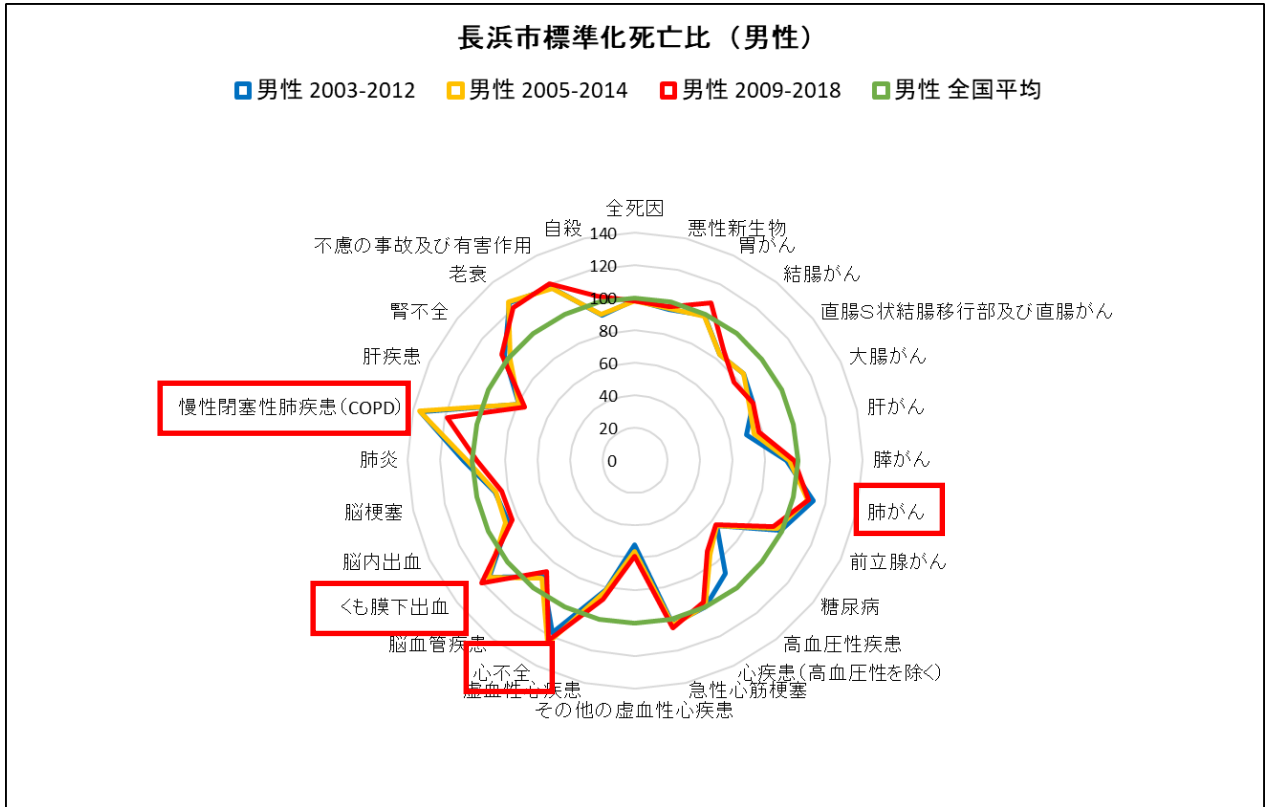 長浜市標準化死亡比 （男性）
男性 2003-2012 男性 2005-2014 男性 2009-2018 男性 全国平均
全死因
悪性新生物
胃がん
結腸がん
直腸S状結腸移行部及び直腸がん
大腸がん
肝がん
膵がん
肺がん
前立腺がん
糖尿病
高血圧性疾患
心疾患(高血圧性を除く)
急性心筋梗塞
その他の虚血性心疾患
虚血性心疾患
心不全
脳血管疾患
くも膜下出血
脳内出血
脳梗塞
肺炎
慢性閉塞性肺疾患(COPD)
肝疾患
腎不全
老衰
不慮の事故及び有害作用
自殺
140
120
100
80
60
40
20
0